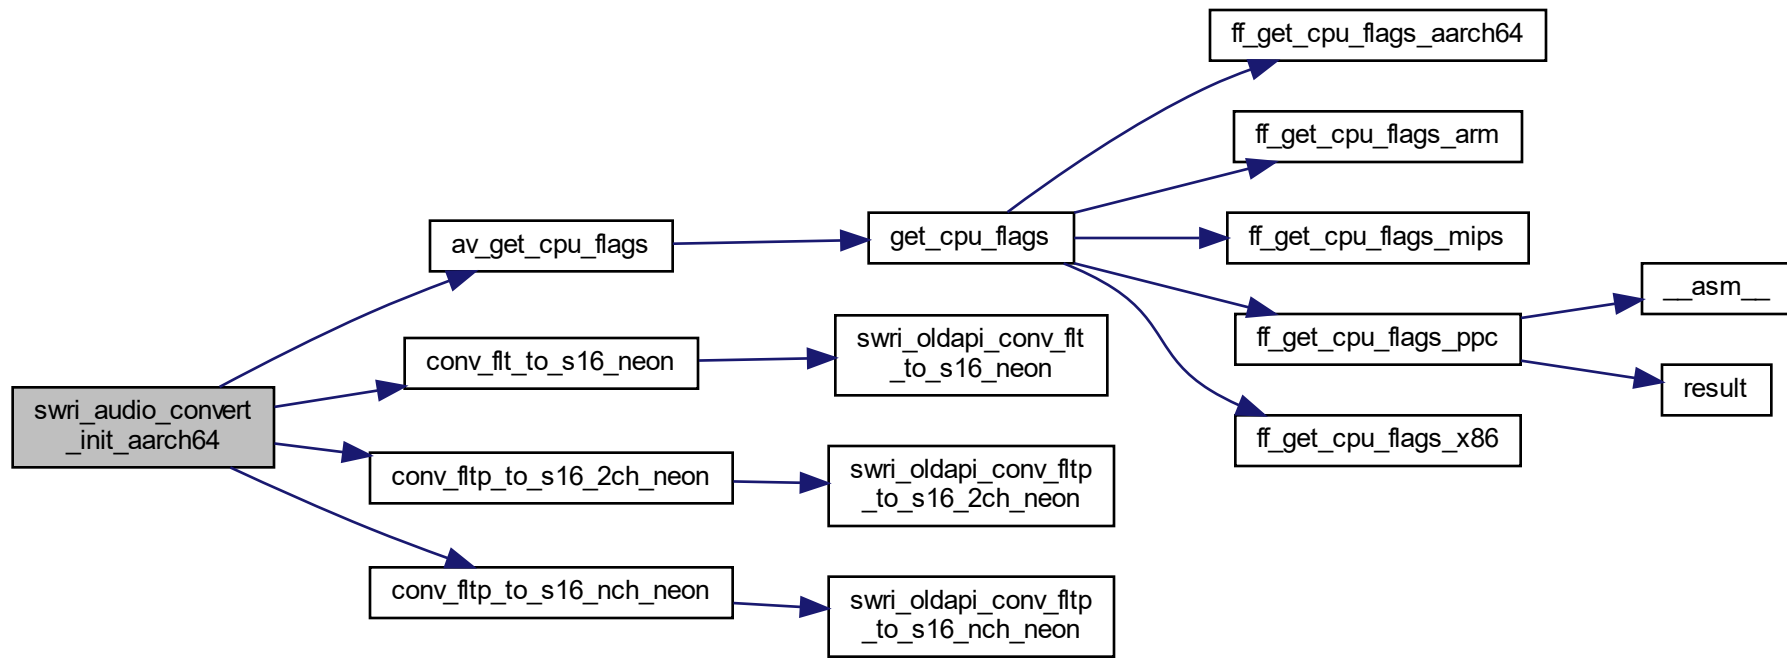 swri_audio_convert
_init_aarch64
av_get_cpu_flags
conv_flt_to_s16_neon
conv_fltp_to_s16_2ch_neon
conv_fltp_to_s16_nch_neon
get_cpu_flags
swri_oldapi_conv_flt
_to_s16_neon
swri_oldapi_conv_fltp
_to_s16_2ch_neon
swri_oldapi_conv_fltp
_to_s16_nch_neon
ff_get_cpu_flags_aarch64
ff_get_cpu_flags_arm
ff_get_cpu_flags_mips
ff_get_cpu_flags_ppc
ff_get_cpu_flags_x86
__asm__
result